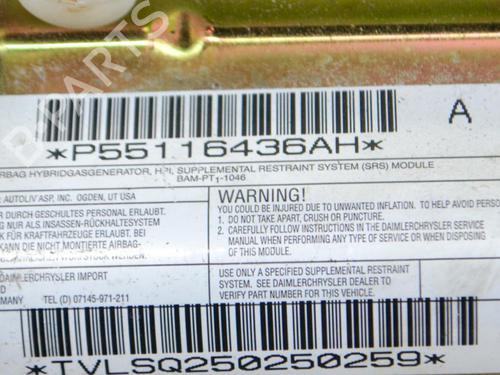 *P55116436AH*
A
RBAG HYBRIDGASGENERATOR, HPI, SUPPLEMENTAL RESTRAINT SYSTEM (SRS) MODULE
BAM-PT1-1046
AUTOLIV ASP, INC. OGDEN, UT USA
R DURCH GESCHULTES PERSONAL ERLAUBT.
NUR ALS INSASSEN-RÜCKHALTESYSTEM
K FÜR KRAFTFAHRZEUGE ERLAUBT. BEI
KANN DIE NICHT MONTIERTE AIRBAG-
WERDEN.
DAIMLERCHRYSLER IMPORT
D
RMANY TEL (D) 07145-971-211
WARNING!
YOU COULD BE INJURED DUE TO UNWANTED INFLATION. TO HELP AVOID
1. DO NOT TAKE APART, CRUSH OR PUNCTURE.
2. CAREFULLY FOLLOW INSTRUCTIONS IN THE DAIMLERCHRYSLER SERVICE
MANUAL WHEN PERFORMING ANY TYPE OF SERVICE OR WHEN DISPOSING
OF THIS MODULE.
USE ONLY A SPECIFIED SUPPLEMENTAL RESTRAINT
SYSTEM. SEE DAIMLERCHRYSLER DEALER TO
VERIFY PART NUMBER FOR THIS VEHICLE.
*TVLSQ250250259*